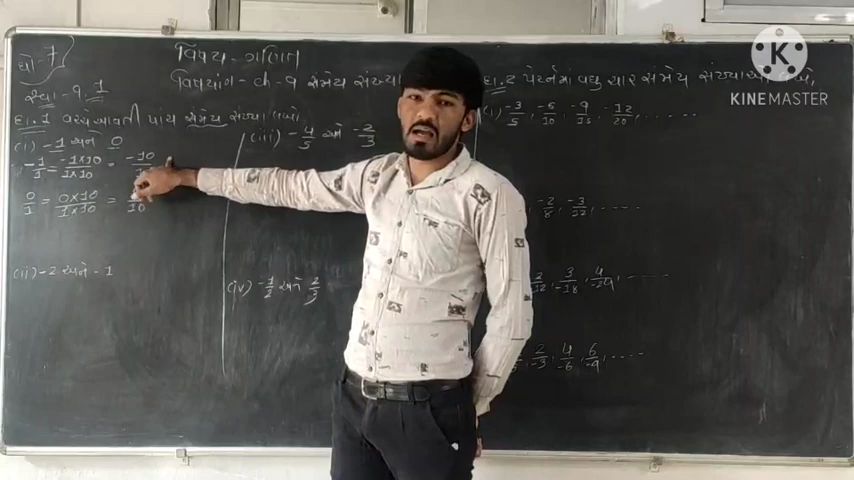 ધો-7
વિષય - ગણિત
વિષયાંગ - ch-9 સંમેય સંખ્યા
સ્વા-9.1
દા.1 વચ્ચે આવતી પાંચ સંમેય સંખ્યા લખો
(i) -1 અને 0
-1/1 = -1×10/1×10 = -10
0/1 = 0×10/1×10 = 10
(ii) -2 અને -1
(iii) -4/5 અને -2/3
(iv) -1/2 અને 2/3
દા.2 પેટર્નમાં વધુ ચાર સંમેય સંખ્યાઓ લખો.
(i) -3/5, -5/10, -9/15, -12/20, ......
, -2/8, -3/12, ....
2/12, 3/-18, 4/-24, ....
2/-3, 4/-6, 6/-9, ....
K
KINEMASTER